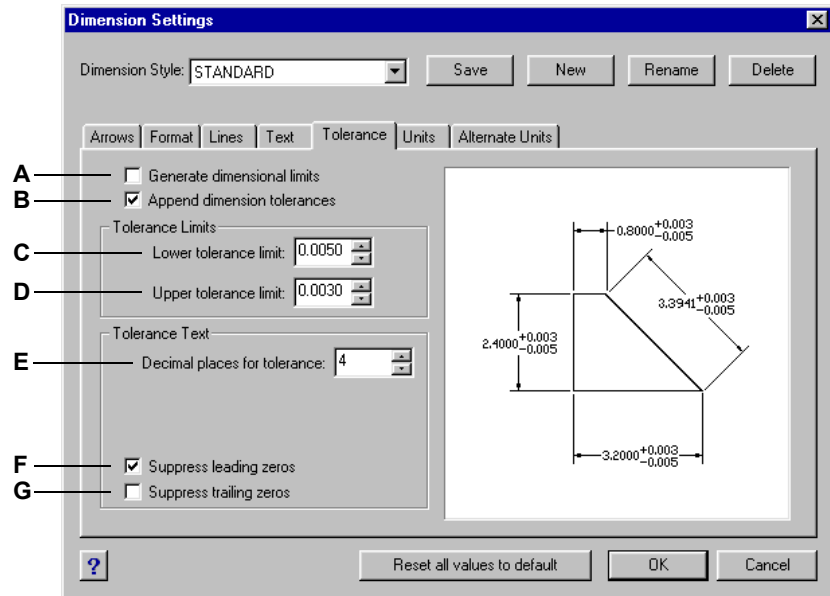 Dimension Settings
Dimension Style: STANDARD Save New Rename Delete
Arrows Format Lines Text Tolerance Units Alternate Units
A Generate dimensional limits
B Append dimension tolerances
Tolerance Limits
C Lower tolerance limit: 0.0050
D Upper tolerance limit: 0.0030
Tolerance Text
E Decimal places for tolerance: 4
F Suppress leading zeros
G Suppress trailing zeros
0.8000+0.003
-0.005
3.3941+0.003
-0.005
2.4000+0.003
-0.005
3.2000+0.003
-0.005
? Reset all values to default OK Cancel